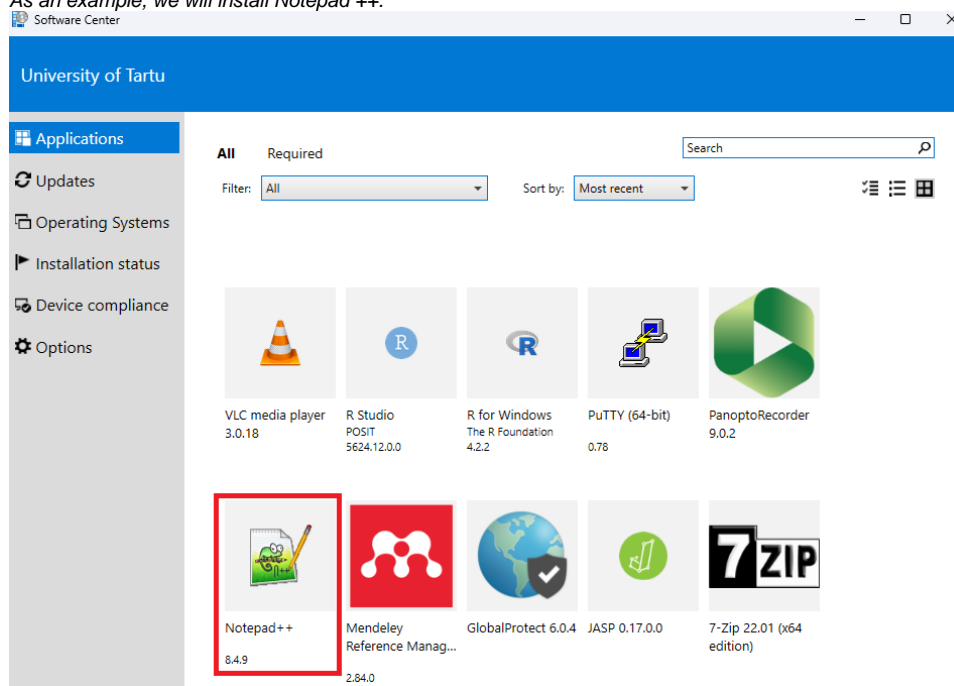 As an example, we will install Notepad ++.
Software Center
University of Tartu
Applications
Updates
Operating Systems
Installation status
Device compliance
Options
All Required
Search
Filter: All
Sort by: Most recent
R
R
VLC media player
3.0.18
R Studio
POSIT
5624.12.0.0
R for Windows
The R Foundation
4.2.2
PuTTY (64-bit)
0.78
PanoptoRecorder
9.0.2
7ZIP
Notepad++
8.4.9
Mendeley
Reference Manag...
2.84.0
GlobalProtect 6.0.4
JASP 0.17.0.0
7-Zip 22.01 (x64
edition)